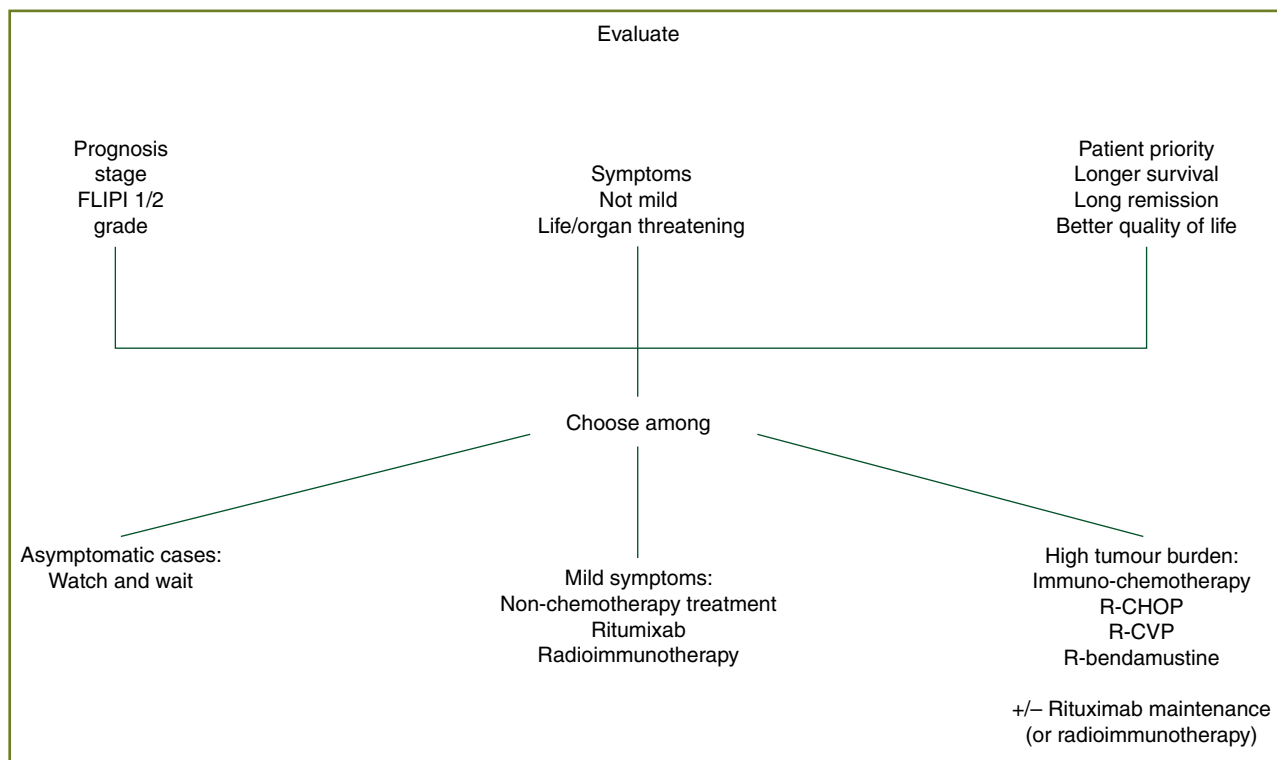 Evaluate
Prognosis
stage
FLIPI 1/2
grade
Symptoms
Not mild
Life/organ threatening
Patient priority
Longer survival
Long remission
Better quality of life
Choose among
Asymptomatic cases:
Watch and wait
Mild symptoms:
Non-chemotherapy treatment
Ritumixab
Radioimmunotherapy
High tumour burden:
Immuno-chemotherapy
R-CHOP
R-CVP
R-bendamustine
+/– Rituximab maintenance
(or radioimmunotherapy)